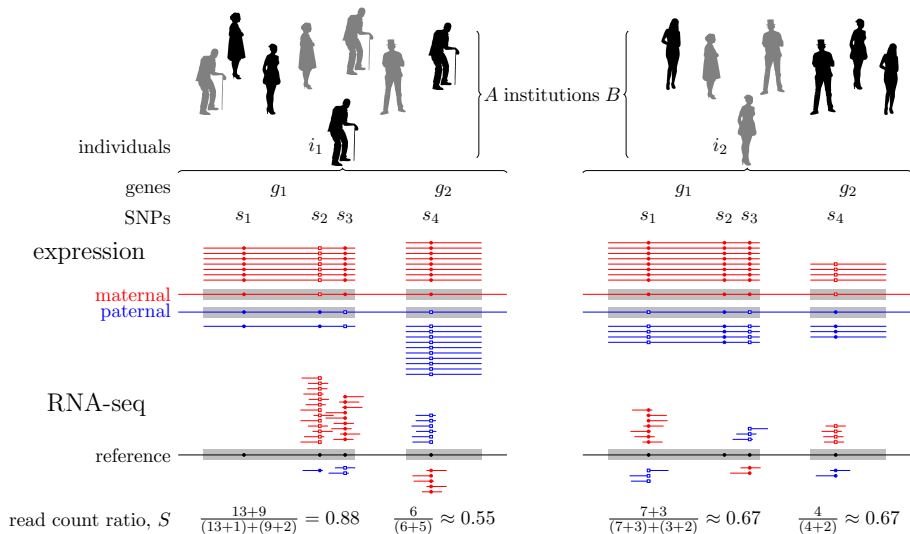 A institutions B
individuals i₁ i₂
genes g₁ g₂ g₁ g₂
SNPs s₁ s₂ s₃ s₄ s₁ s₂ s₃ s₄
expression
maternal
paternal
RNA-seq
reference
read count ratio, S 13+9/(13+1)+(9+2) = 0.88 6/(6+5) ≈ 0.55 7+3/(7+3)+(3+2) ≈ 0.67 4/(4+2) ≈ 0.67